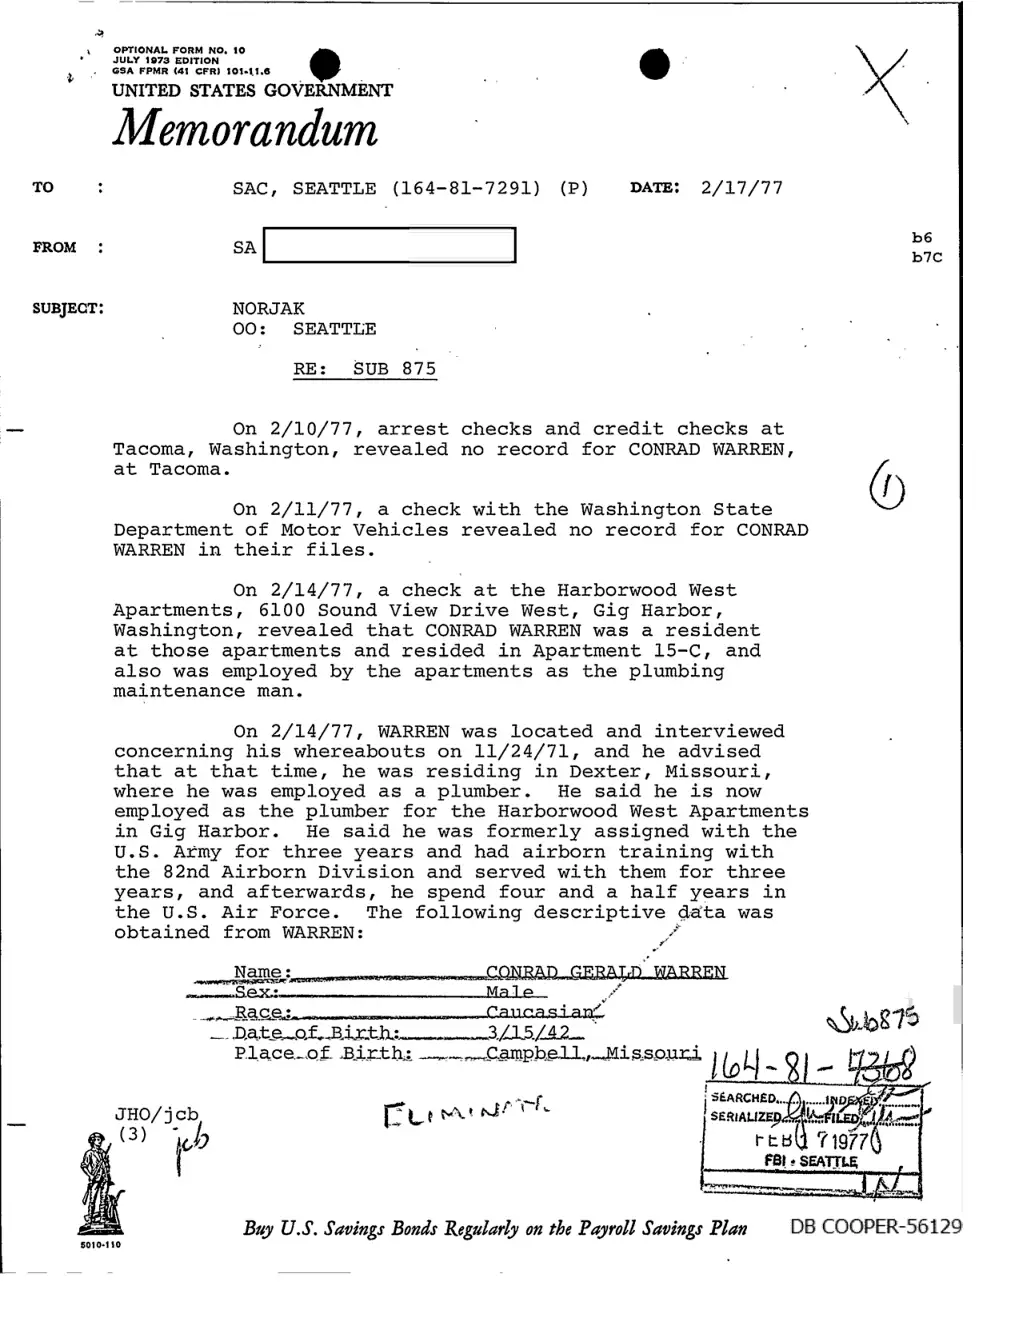 OPTIONAL FORM NO. 10
JULY 1973 EDITION
GSA FPMR (41 CFR) 101-11.6
UNITED STATES GOVERNMENT
Memorandum
TO : SAC, SEATTLE (164-81-7291) (P) DATE: 2/17/77
FROM : SA
b6
b7C
SUBJECT: NORJAK
OO: SEATTLE
RE: SUB 875
On 2/10/77, arrest checks and credit checks at
Tacoma, Washington, revealed no record for CONRAD WARREN,
at Tacoma.
1
On 2/11/77, a check with the Washington State
Department of Motor Vehicles revealed no record for CONRAD
WARREN in their files.
On 2/14/77, a check at the Harborwood West
Apartments, 6100 Sound View Drive West, Gig Harbor,
Washington, revealed that CONRAD WARREN was a resident
at those apartments and resided in Apartment 15-C, and
also was employed by the apartments as the plumbing
maintenance man.
On 2/14/77, WARREN was located and interviewed
concerning his whereabouts on 11/24/71, and he advised
that at that time, he was residing in Dexter, Missouri,
where he was employed as a plumber. He said he is now
employed as the plumber for the Harborwood West Apartments
in Gig Harbor. He said he was formerly assigned with the
U.S. Army for three years and had airborn training with
the 82nd Airborn Division and served with them for three
years, and afterwards, he spend four and a half years in
the U.S. Air Force. The following descriptive data was
obtained from WARREN:
Name: CONRAD GERALD WARREN
Sex: Male
Race: Caucasian
Date of Birth: 3/15/42
Place of Birth: Campbell, Missouri
Sub 875
164-81-7368
SEARCHED INDEXED
SERIALIZED FILED
FEB 17 1977
FBI - SEATTLE
JHO/jcb
(3) jcb
ELIMINATE
5010-110
Buy U.S. Savings Bonds Regularly on the Payroll Savings Plan
DB COOPER-56129